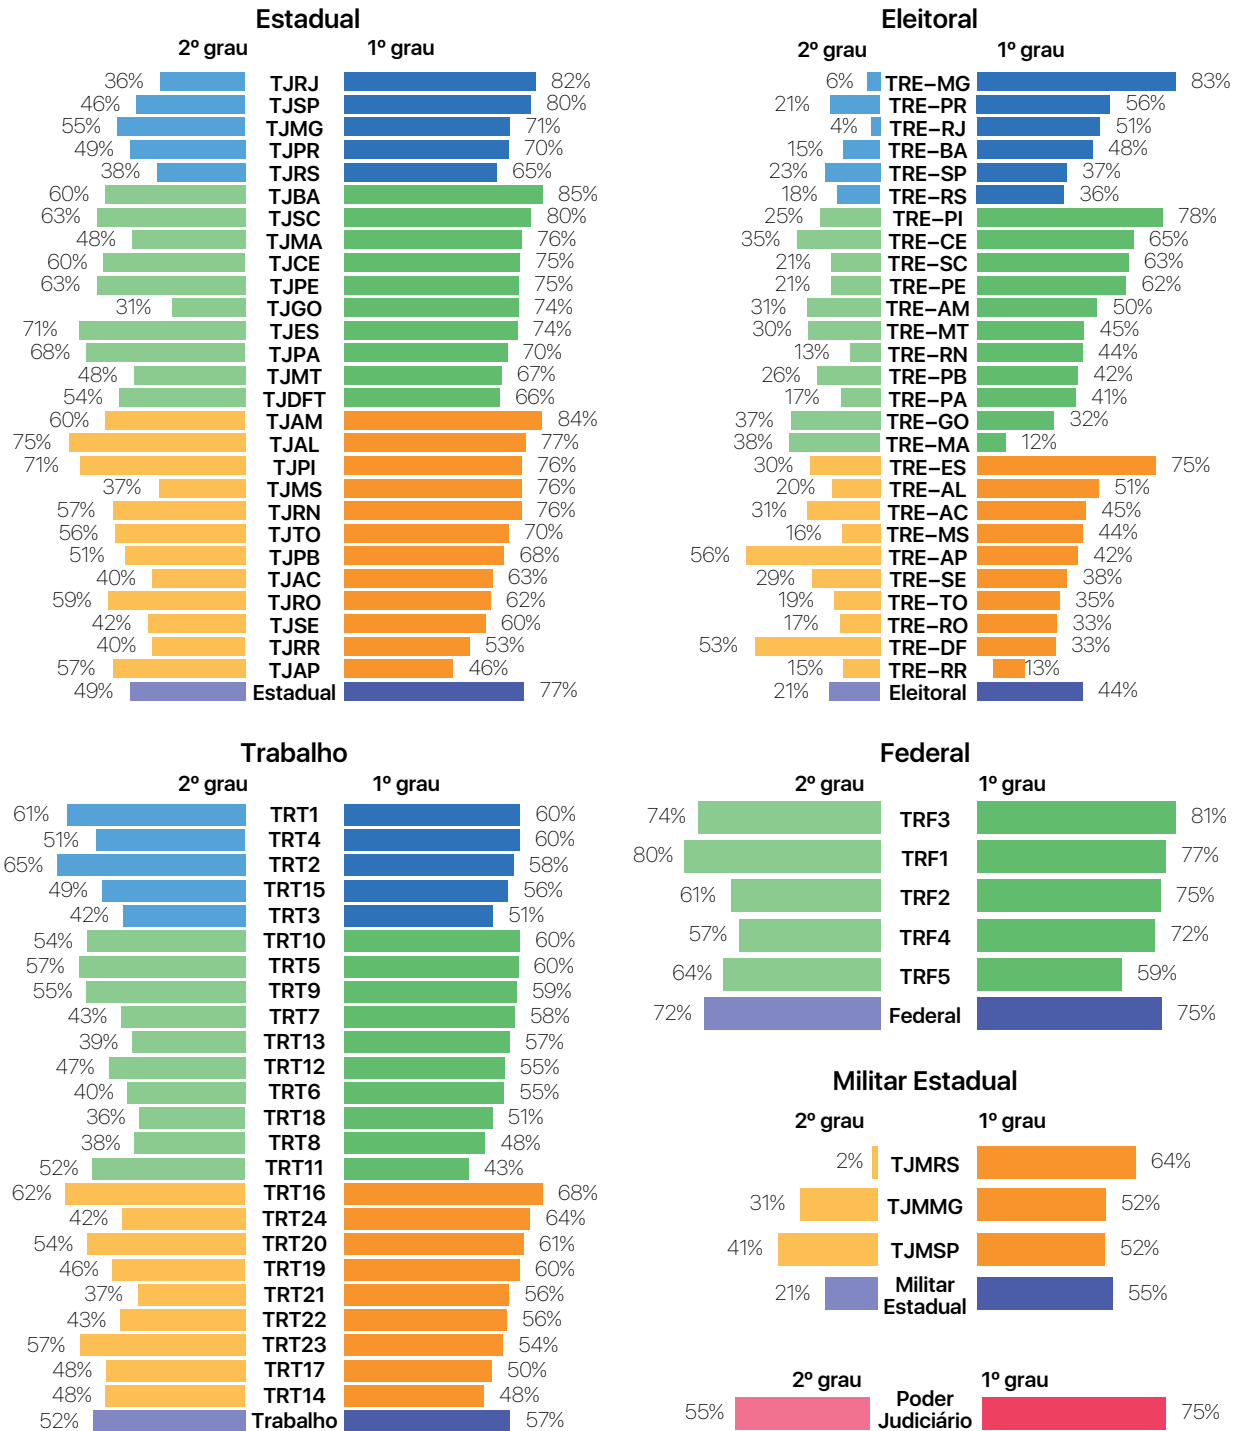 Estadual
2º grau 1º grau
36% TJRJ 82%
46% TJSP 80%
55% TJMG 71%
49% TJPR 70%
38% TJRS 65%
60% TJBA 85%
63% TJSC 80%
48% TJMA 76%
60% TJCE 75%
63% TJPE 75%
31% TJGO 74%
71% TJES 74%
68% TJPA 70%
48% TJMT 67%
54% TJDFT 66%
60% TJAM 84%
75% TJAL 77%
71% TJPI 76%
37% TJMS 76%
57% TJRN 76%
56% TJTO 70%
51% TJPB 68%
40% TJAC 63%
59% TJRO 62%
42% TJSE 60%
40% TJRR 53%
57% TJAP 46%
49% Estadual 77%
Eleitoral
2º grau 1º grau
6% TRE–MG 83%
21% TRE–PR 56%
4% TRE–RJ 51%
15% TRE–BA 48%
23% TRE–SP 37%
18% TRE–RS 36%
25% TRE–PI 78%
35% TRE–CE 65%
21% TRE–SC 63%
21% TRE–PE 62%
31% TRE–AM 50%
30% TRE–MT 45%
13% TRE–RN 44%
26% TRE–PB 42%
17% TRE–PA 41%
37% TRE–GO 32%
38% TRE–MA 12%
30% TRE–ES 75%
20% TRE–AL 51%
31% TRE–AC 45%
16% TRE–MS 44%
56% TRE–AP 42%
29% TRE–SE 38%
19% TRE–TO 35%
17% TRE–RO 33%
53% TRE–DF 33%
15% TRE–RR 13%
21% Eleitoral 44%
Trabalho
2º grau 1º grau
61% TRT1 60%
51% TRT4 60%
65% TRT2 58%
49% TRT15 56%
42% TRT3 51%
54% TRT10 60%
57% TRT5 60%
55% TRT9 59%
43% TRT7 58%
39% TRT13 57%
47% TRT12 55%
40% TRT6 55%
36% TRT18 51%
38% TRT8 48%
52% TRT11 43%
62% TRT16 68%
42% TRT24 64%
54% TRT20 61%
46% TRT19 60%
37% TRT21 56%
43% TRT22 56%
57% TRT23 54%
48% TRT17 50%
48% TRT14 48%
52% Trabalho 57%
Federal
2º grau 1º grau
74% TRF3 81%
80% TRF1 77%
61% TRF2 75%
57% TRF4 72%
64% TRF5 59%
72% Federal 75%
Militar Estadual
2º grau 1º grau
2% TJMRS 64%
31% TJMMG 52%
41% TJMSP 52%
21% Militar 55%
Estadual
2º grau 1º grau
55% Poder 75%
Judiciário